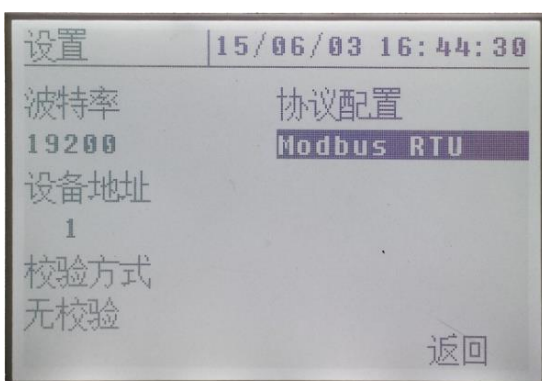 设置 15/06/03 16:44:30
波特率 协议配置
19200 Modbus RTU
设备地址
1
校验方式
无校验
返回